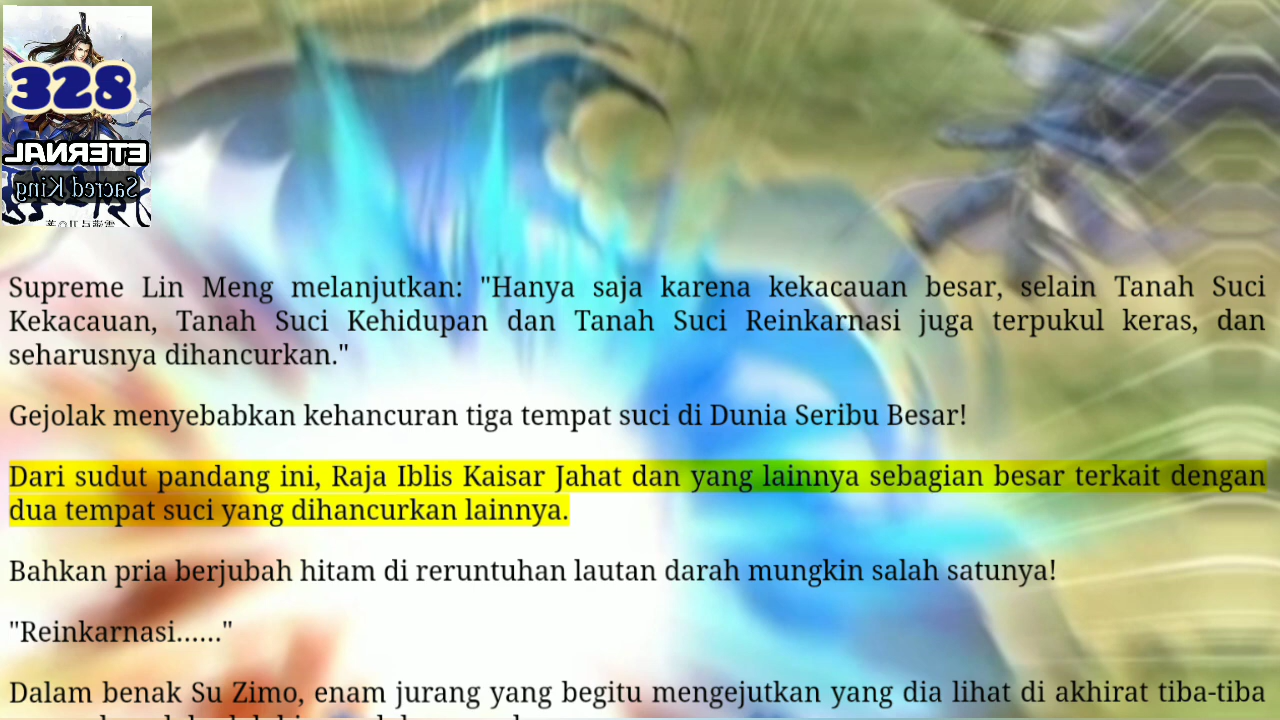 328
ETERNAL
Sacred King
Supreme Lin Meng melanjutkan: "Hanya saja karena kekacauan besar, selain Tanah Suci
Kekacauan, Tanah Suci Kehidupan dan Tanah Suci Reinkarnasi juga terpukul keras, dan
seharusnya dihancurkan."
Gejolak menyebabkan kehancuran tiga tempat suci di Dunia Seribu Besar!
Dari sudut pandang ini, Raja Iblis Kaisar Jahat dan yang lainnya sebagian besar terkait dengan
dua tempat suci yang dihancurkan lainnya.
Bahkan pria berjubah hitam di reruntuhan lautan darah mungkin salah satunya!
"Reinkarnasi......"
Dalam benak Su Zimo, enam jurang yang begitu mengejutkan yang dia lihat di akhirat tiba-tiba